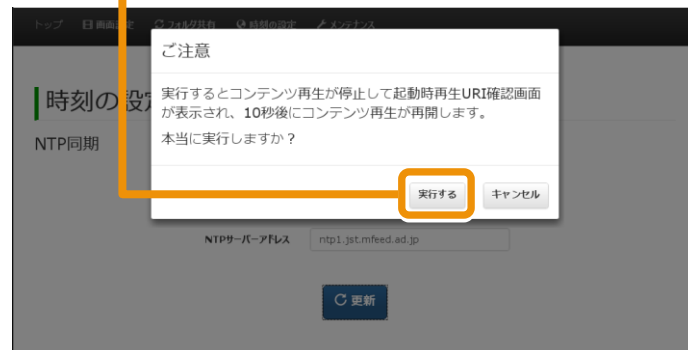 トップ 画面設定 フォルダ共有 時刻の設定 メンテナンス
ご注意
時刻の設定
実行するとコンテンツ再生が停止して起動時再生URI確認画面
が表示され、10秒後にコンテンツ再生が再開します。
NTP同期
本当に実行しますか？
実行する キャンセル
NTPサーバーアドレス ntp1.jst.mfeed.ad.jp
更新